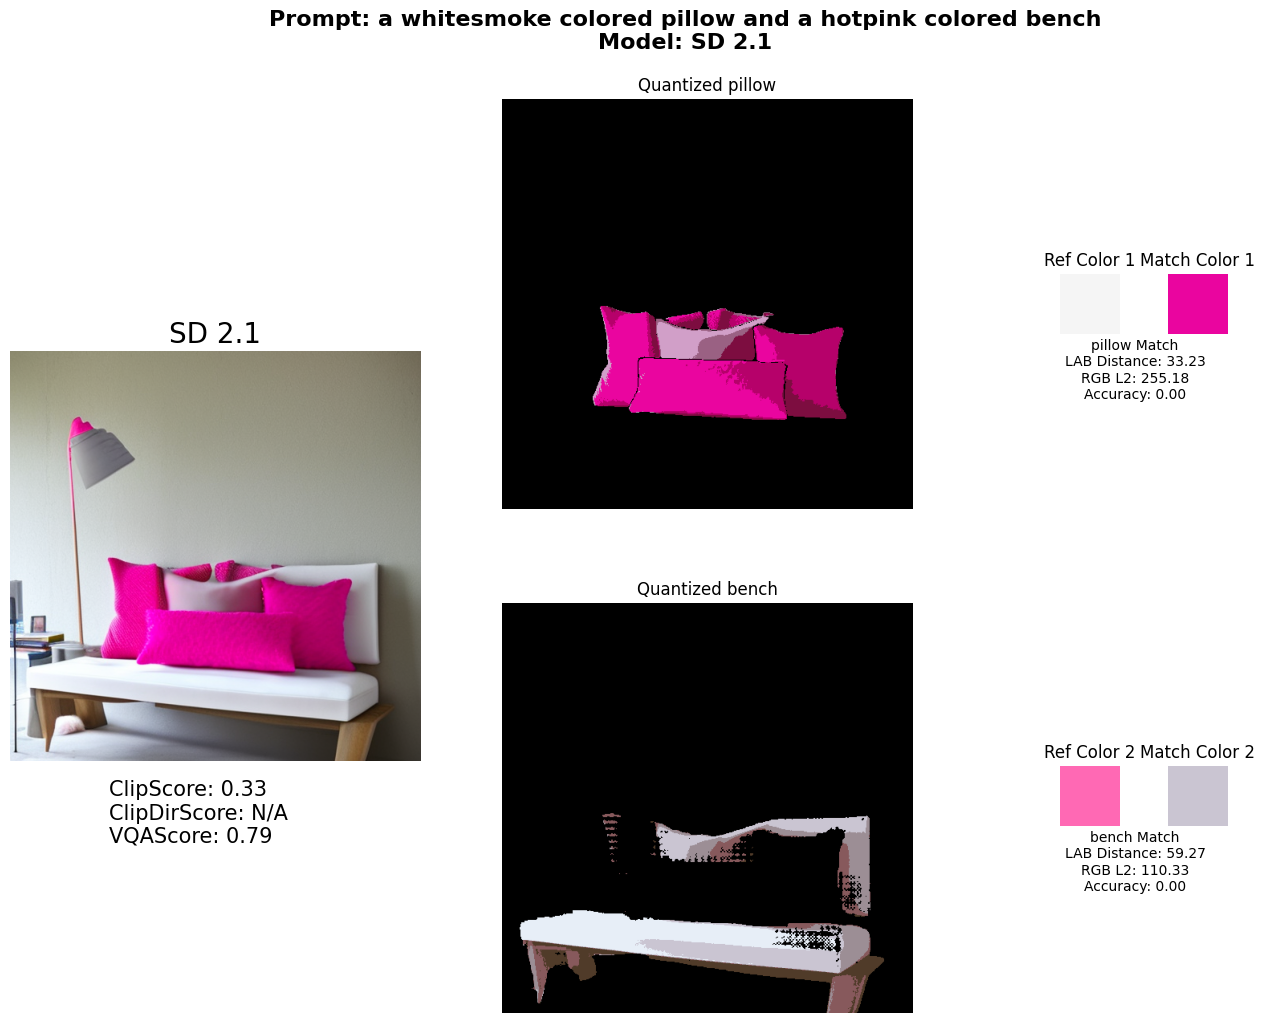 Prompt: a whitesmoke colored pillow and a hotpink colored bench
Model: SD 2.1
Quantized pillow
Ref Color 1 Match Color 1
pillow Match
LAB Distance: 33.23
RGB L2: 255.18
Accuracy: 0.00
SD 2.1
ClipScore: 0.33
ClipDirScore: N/A
VQAScore: 0.79
Quantized bench
Ref Color 2 Match Color 2
bench Match
LAB Distance: 59.27
RGB L2: 110.33
Accuracy: 0.00